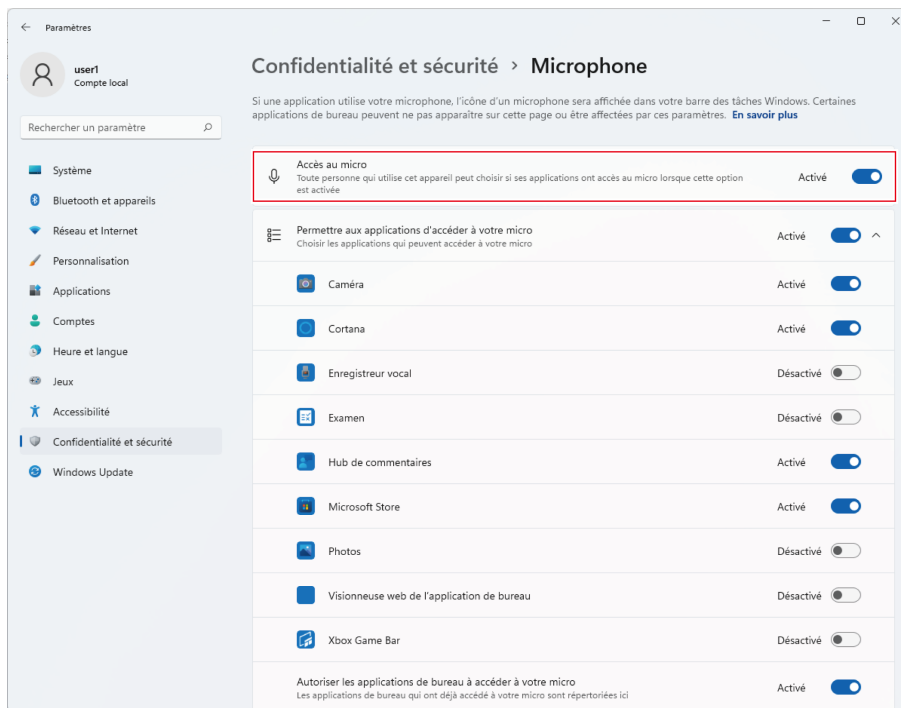 Paramètres
user1
Compte local
Rechercher un paramètre
Système
Bluetooth et appareils
Réseau et Internet
Personnalisation
Applications
Comptes
Heure et langue
Jeux
Accessibilité
Confidentialité et sécurité
Windows Update
Confidentialité et sécurité > Microphone
Si une application utilise votre microphone, l'icône d'un microphone sera affichée dans votre barre des tâches Windows. Certaines
applications de bureau peuvent ne pas apparaître sur cette page ou être affectées par ces paramètres. En savoir plus
Accès au micro
Toute personne qui utilise cet appareil peut choisir si ses applications ont accès au micro lorsque cette option
est activée
Activé
Permettre aux applications d'accéder à votre micro
Choisir les applications qui peuvent accéder à votre micro
Activé
Caméra Activé
Cortana Activé
Enregistreur vocal Désactivé
Examen Désactivé
Hub de commentaires Activé
Microsoft Store Activé
Photos Désactivé
Visionneuse web de l'application de bureau Désactivé
Xbox Game Bar Désactivé
Autoriser les applications de bureau à accéder à votre micro
Les applications de bureau qui ont déjà accédé à votre micro sont répertoriées ici
Activé